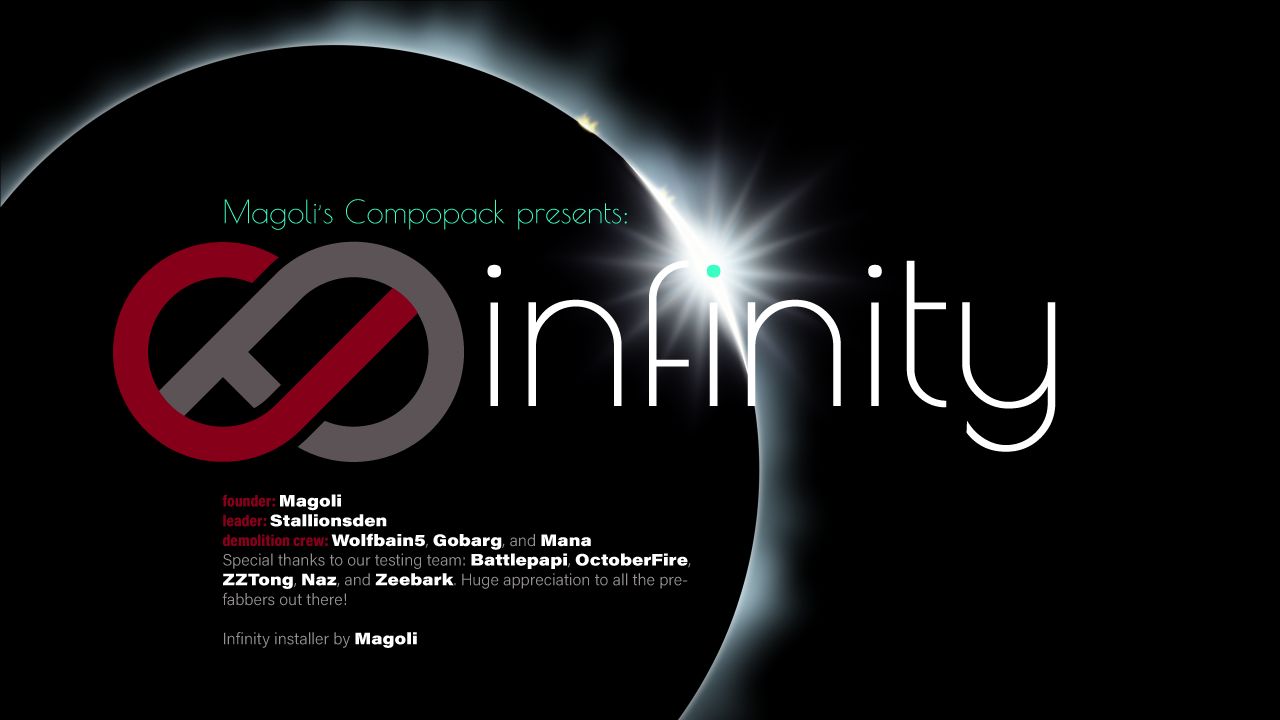 Magoli's Compopack presents:
infinity
founder: Magoli
leader: Stallionsden
demolition crew: Wolfbain5, Gobarg, and Mana
Special thanks to our testing team: Battlepapi, OctoberFire,
ZZTong, Naz, and Zeebark. Huge appreciation to all the pre-
fabbers out there!
Infinity installer by Magoli